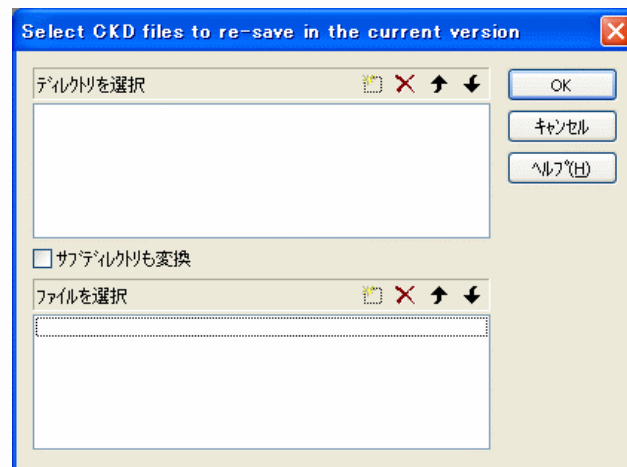 Select CKD files to re-save in the current version
ﾃﾞｨﾚｸﾄﾘを選択
OK
ｷｬﾝｾﾙ
ﾍﾙﾌﾟ(H)
ｻﾌﾞﾃﾞｨﾚｸﾄﾘも変換
ﾌｧｲﾙを選択